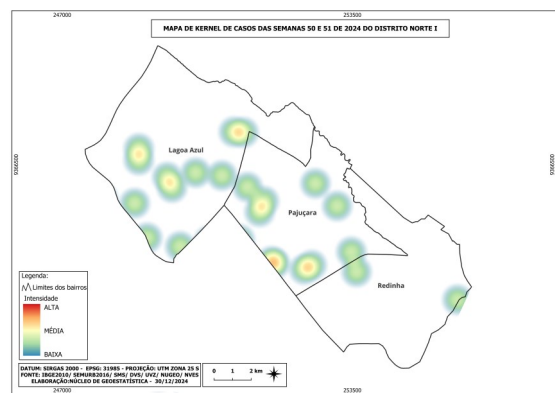 247000
253500
MAPA DE KERNEL DE CASOS DAS SEMANAS 50 E 51 DE 2024 DO DISTRITO NORTE I
9366500
9366500
Lagoa Azul
Pajuçara
Redinha
Legenda:
Limites dos bairros
Intensidade
ALTA
MÉDIA
BAIXA
DATUM: SIRGAS 2000 - EPSG: 31985 - PROJEÇÃO: UTM ZONA 25 S
FONTE: IBGE2010/ SEMURB2016/ SMS/ DVS/ UVZ/ NUGEO/ NVES
ELABORAÇÃO:NÚCLEO DE GEOESTATÍSTICA - 30/12/2024
0 1 2 km
247000
253500